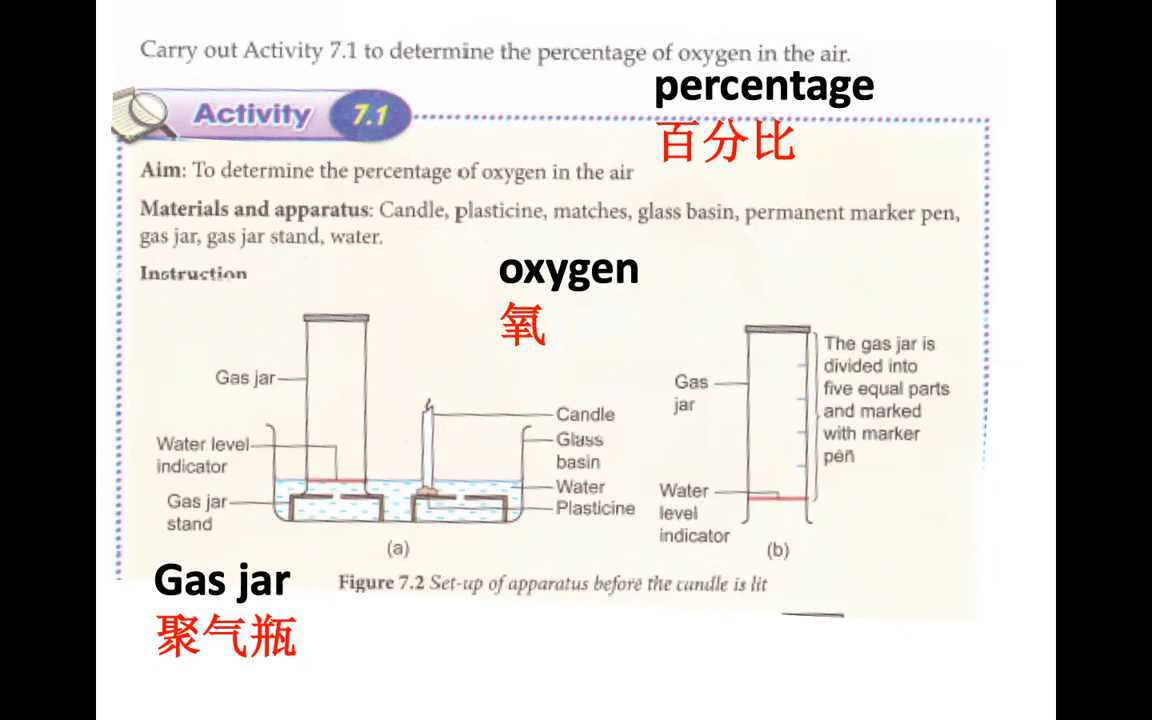 Carry out Activity 7.1 to determine the percentage of oxygen in the air.
percentage
百分比
Activity 7.1
Aim: To determine the percentage of oxygen in the air
Materials and apparatus: Candle, plasticine, matches, glass basin, permanent marker pen,
gas jar, gas jar stand, water.
Instruction
oxygen
氧
Gas jar
Water level
indicator
Gas jar
stand
Candle
Glass
basin
Water
Plasticine
(a)
Gas
jar
Water
level
indicator
The gas jar is
divided into
five equal parts
and marked
with marker
pen
(b)
Figure 7.2 Set-up of apparatus before the candle is lit
Gas jar
聚气瓶